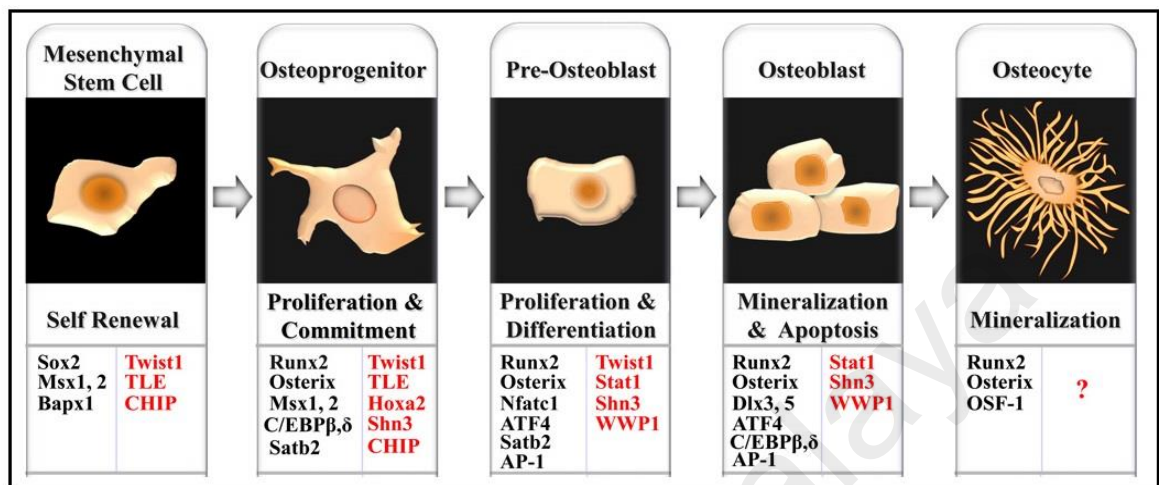 Mesenchymal
Stem Cell
Self Renewal
Sox2
Msx1, 2
Bapx1
Twist1
TLE
CHIP
Osteoprogenitor
Proliferation &
Commitment
Runx2
Osterix
Msx1, 2
C/EBPβ,δ
Satb2
Twist1
TLE
Hoxa2
Shn3
CHIP
Pre-Osteoblast
Proliferation &
Differentiation
Runx2
Osterix
Nfatc1
ATF4
Satb2
AP-1
Twist1
Stat1
Shn3
WWP1
Osteoblast
Mineralization
& Apoptosis
Runx2
Osterix
Dlx3, 5
ATF4
C/EBPβ,δ
AP-1
Stat1
Shn3
WWP1
Osteocyte
Mineralization
Runx2
Osterix
OSF-1
?